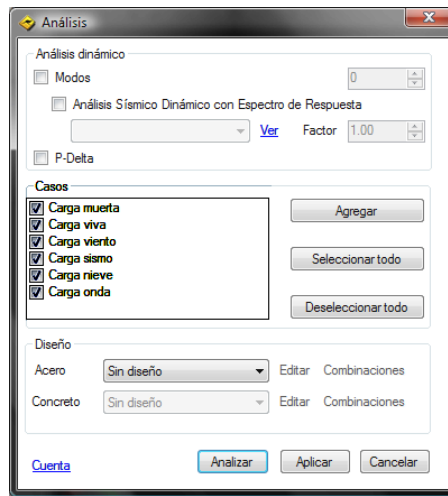 Análisis
Análisis dinámico
Modos 0
Análisis Sísmico Dinámico con Espectro de Respuesta
Ver Factor 1.00
P-Delta
Casos
Carga muerta
Carga viva
Carga viento
Carga sismo
Carga nieve
Carga onda
Agregar
Seleccionar todo
Deseleccionar todo
Diseño
Acero Sin diseño Editar Combinaciones
Concreto Sin diseño Editar Combinaciones
Cuenta Analizar Aplicar Cancelar